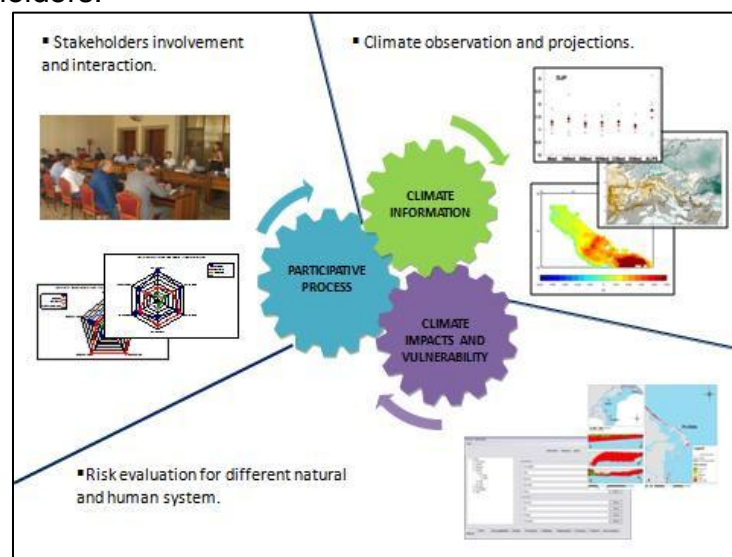 ▪ Stakeholders involvement
and interaction.
▪ Climate observation and projections.
CLIMATE
INFORMATION
PARTICIPATIVE
PROCESS
CLIMATE
IMPACTS AND
VULNERABILITY
▪Risk evaluation for different natural
and human system.